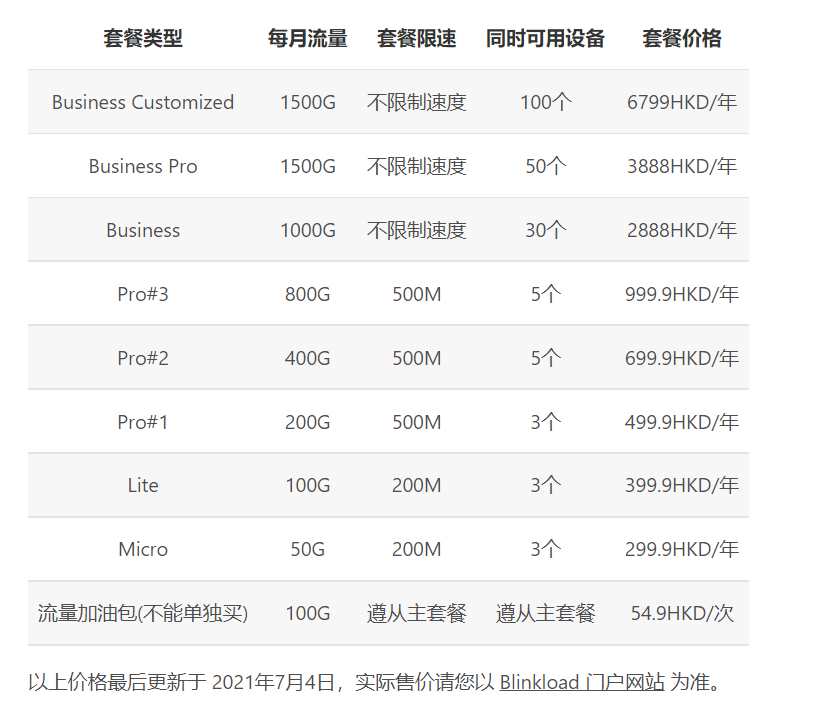 套餐类型 每月流量 套餐限速 同时可用设备 套餐价格
Business Customized 1500G 不限制速度 100个 6799HKD/年
Business Pro 1500G 不限制速度 50个 3888HKD/年
Business 1000G 不限制速度 30个 2888HKD/年
Pro#3 800G 500M 5个 999.9HKD/年
Pro#2 400G 500M 5个 699.9HKD/年
Pro#1 200G 500M 3个 499.9HKD/年
Lite 100G 200M 3个 399.9HKD/年
Micro 50G 200M 3个 299.9HKD/年
流量加油包(不能单独买) 100G 遵从主套餐 遵从主套餐 54.9HKD/次
以上价格最后更新于 2021年7月4日，实际售价请您以 Blinkload 门户网站 为准。